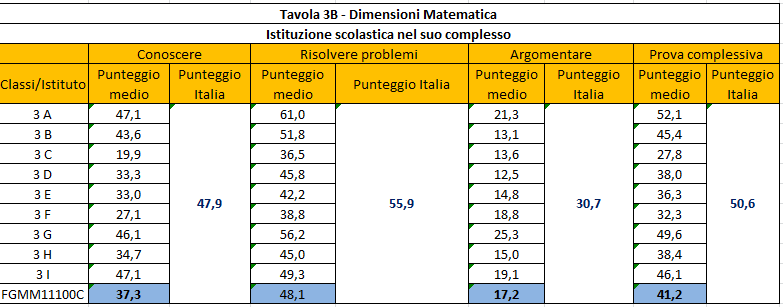 Tavola 3B - Dimensioni Matematica
Istituzione scolastica nel suo complesso
Conoscere Risolvere problemi Argomentare Prova complessiva
Classi/Istituto Punteggio medio Punteggio Italia Punteggio medio Punteggio Italia Punteggio medio Punteggio Italia Punteggio medio Punteggio Italia
3 A 47,1 61,0 21,3 52,1
3 B 43,6 51,8 13,1 45,4
3 C 19,9 36,5 13,6 27,8
3 D 33,3 45,8 12,5 38,0
3 E 33,0 42,2 14,8 36,3
47,9 55,9 30,7 50,6
3 F 27,1 38,8 18,8 32,3
3 G 46,1 56,2 25,3 49,6
3 H 34,7 45,0 15,0 38,4
3 I 47,1 49,3 19,1 46,1
FGMM11100C 37,3 48,1 17,2 41,2